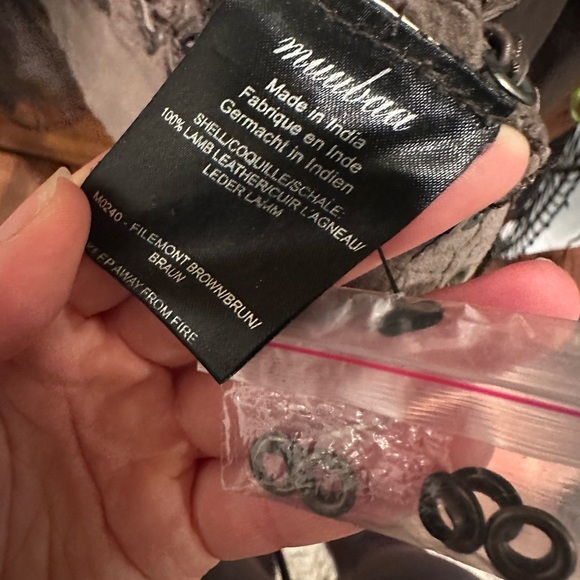 muubaa
Made in India
Fabrique en Inde
Germacht in Indien
SHELL/COQUILLE/SCHALE:
100% LAMB LEATHER/CUIR L'AGNEAU/
LEDER LAMM
M0240 - FILEMONT BROWN/BRUN/
BRAUN
KEEP AWAY FROM FIRE